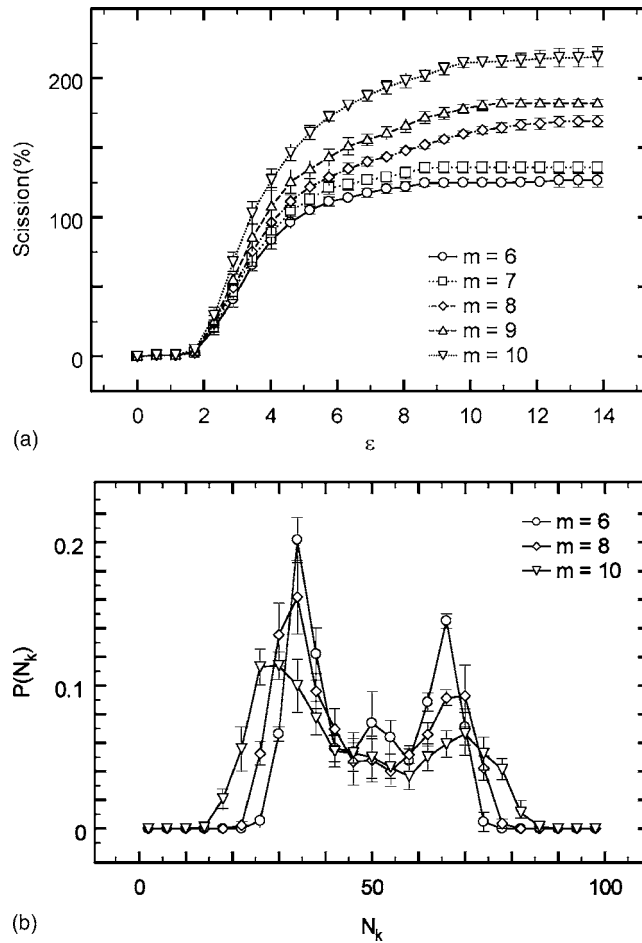 200
100
0
Scission(%)
m = 6
m = 7
m = 8
m = 9
m = 10
0 2 4 6 8 10 12 14
ε
(a)
0.2
0.1
0
P(N_k)
m = 6
m = 8
m = 10
0 50 100
N_k
(b)